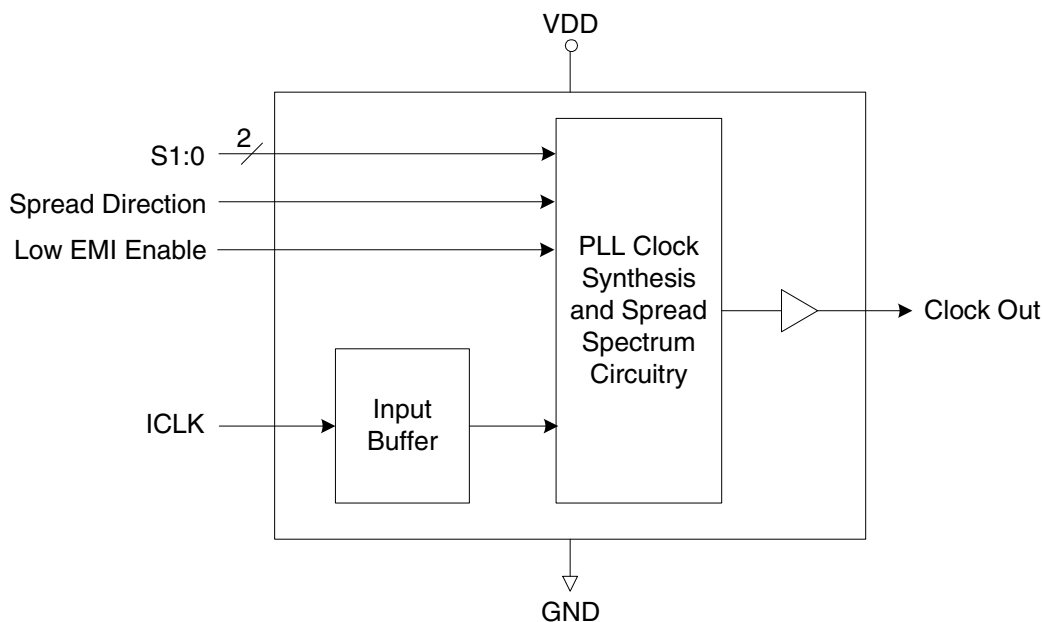 VDD
2
S1:0
Spread Direction
Low EMI Enable
PLL Clock
Synthesis
and Spread
Spectrum
Circuitry
Clock Out
ICLK
Input
Buffer
GND